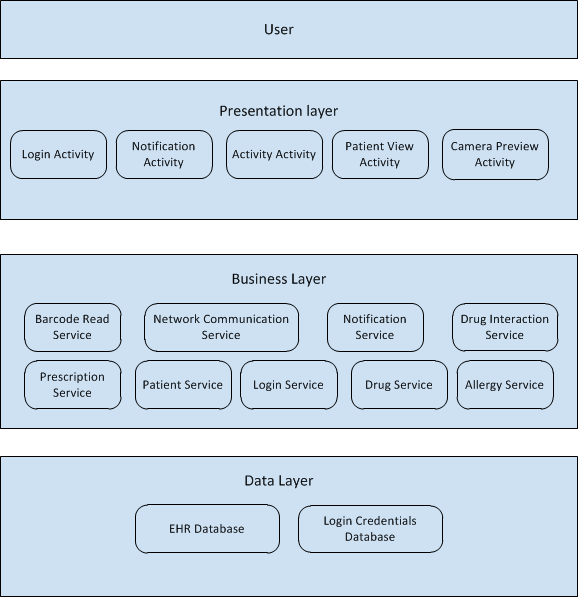 User
Presentation layer
Login Activity
Notification
Activity
Activity Activity
Patient View
Activity
Camera Preview
Activity
Business Layer
Barcode Read
Service
Network Communication
Service
Notification
Service
Drug Interaction
Service
Prescription
Service
Patient Service
Login Service
Drug Service
Allergy Service
Data Layer
EHR Database
Login Credentials
Database